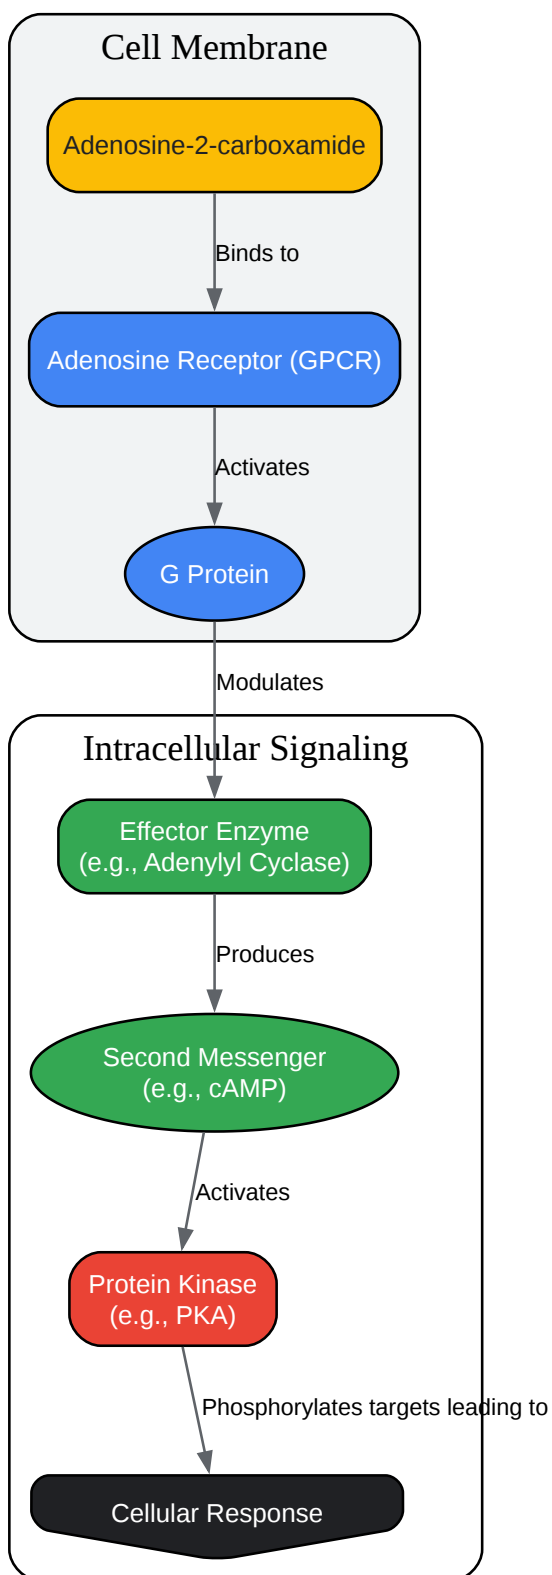 Cell Membrane
Adenosine-2-carboxamide
Binds to
Adenosine Receptor (GPCR)
Activates
G Protein
Modulates
Intracellular Signaling
Effector Enzyme
(e.g., Adenylyl Cyclase)
Produces
Second Messenger
(e.g., cAMP)
Activates
Protein Kinase
(e.g., PKA)
Phosphorylates targets leading to
Cellular Response